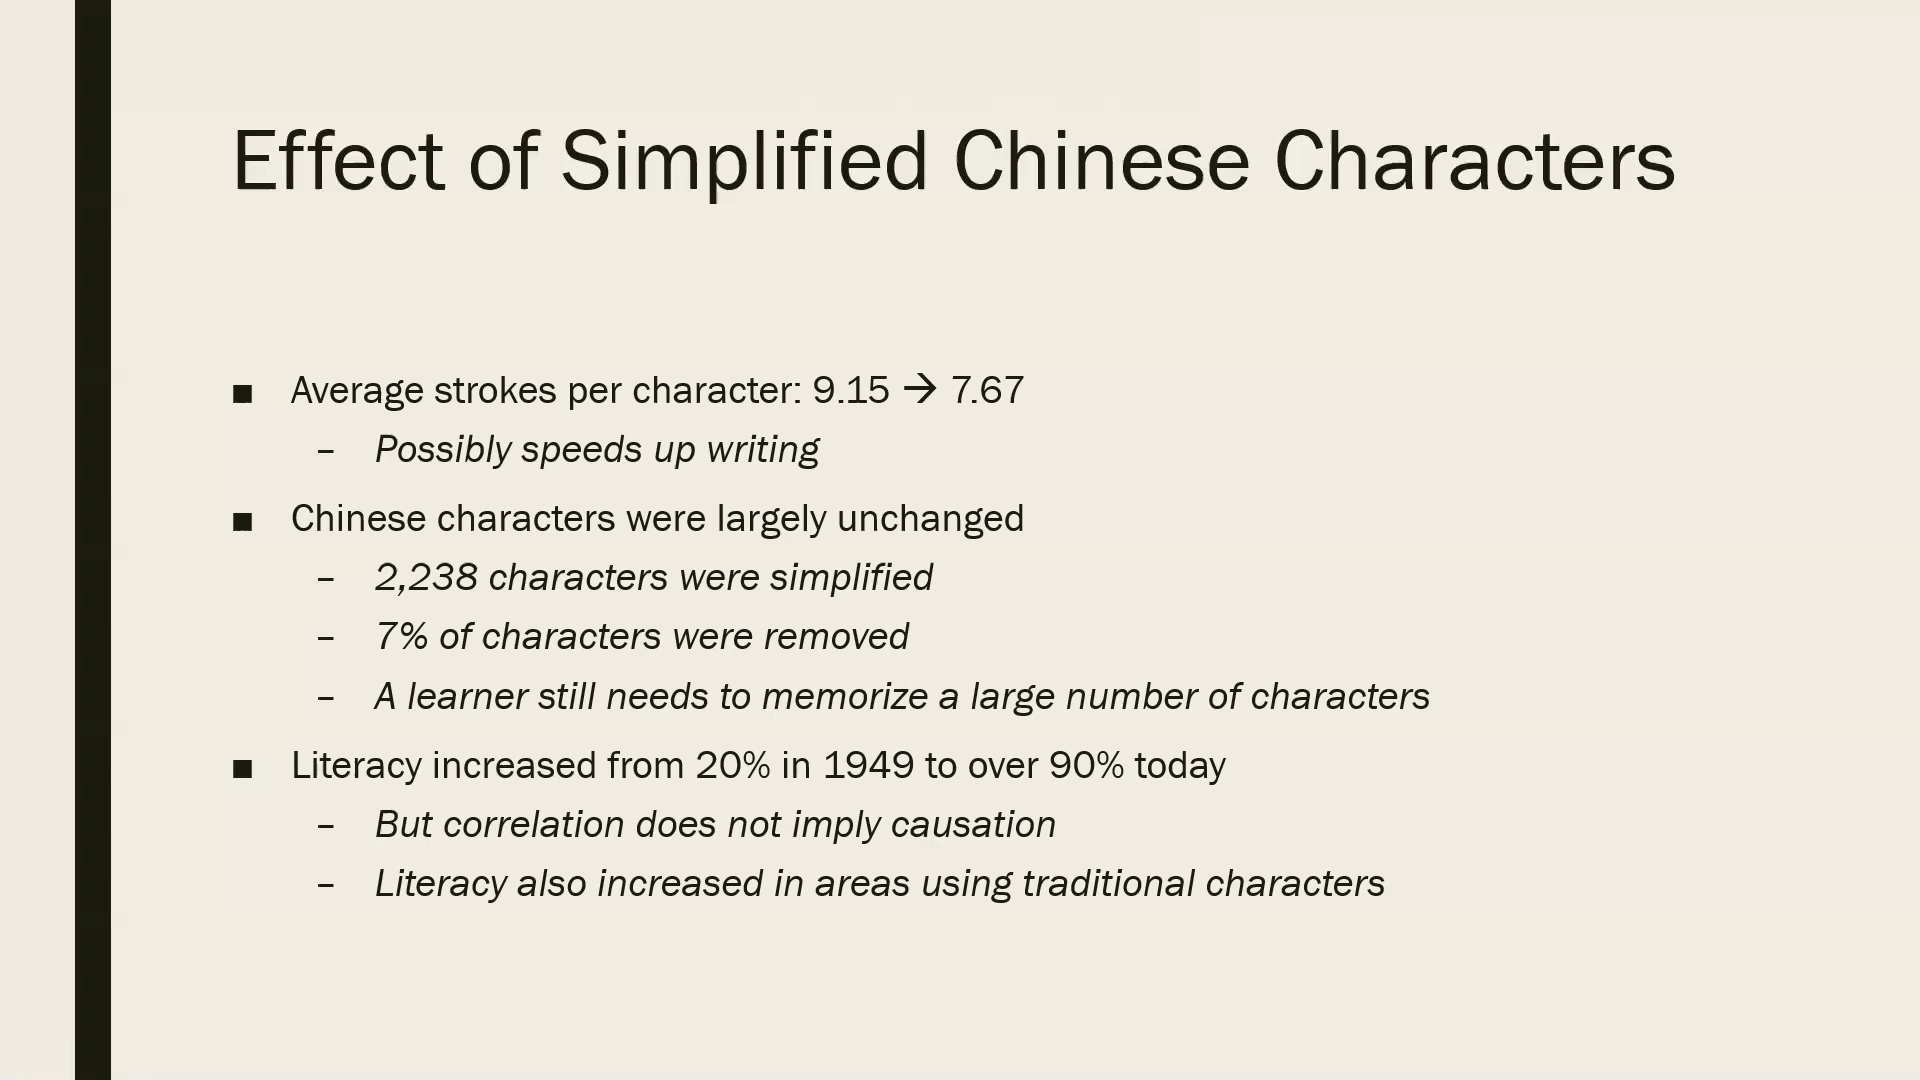 Effect of Simplified Chinese Characters
■ Average strokes per character: 9.15 → 7.67
– Possibly speeds up writing
■ Chinese characters were largely unchanged
– 2,238 characters were simplified
– 7% of characters were removed
– A learner still needs to memorize a large number of characters
■ Literacy increased from 20% in 1949 to over 90% today
– But correlation does not imply causation
– Literacy also increased in areas using traditional characters